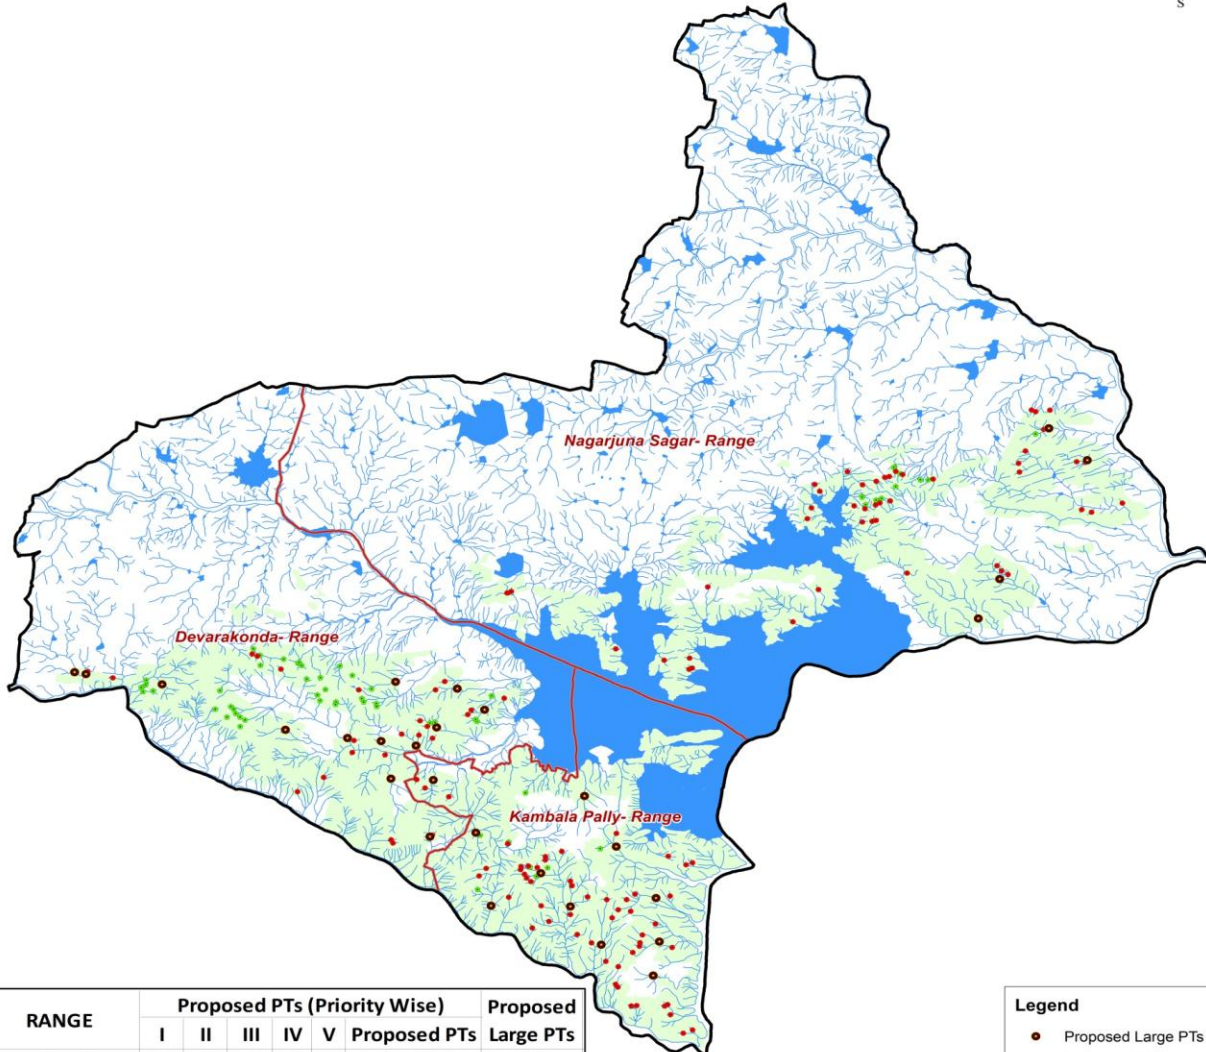 S
Nagarjuna Sagar- Range
Devarakonda- Range
Kambala Pally- Range
RANGE
Proposed PTs (Priority Wise)
Proposed
Large PTs
I II III IV V Proposed PTs
Legend
Proposed Large PTs